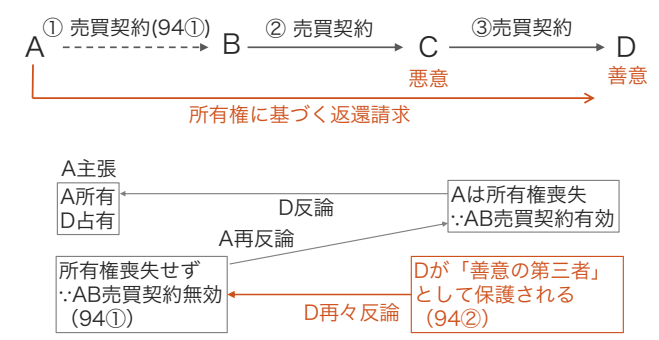 ① 売買契約(94①) ② 売買契約 ③売買契約
A B C D
悪意 善意
所有権に基づく返還請求
A主張
A所有
D占有
D反論
Aは所有権喪失
∵AB売買契約有効
A再反論
所有権喪失せず
∵AB売買契約無効
（94①）
D再々反論
Dが「善意の第三者」
として保護される
（94②）